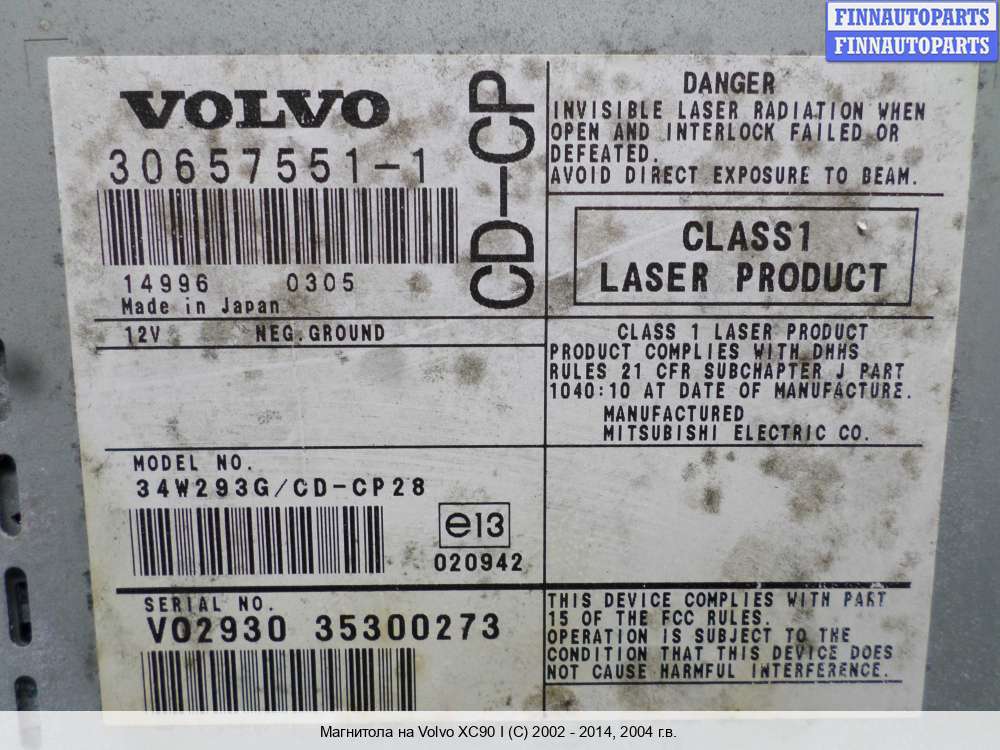 FINNAUTOPARTS
FINNAUTOPARTS
VOLVO
30657551-1
CD-CP
14996 0305
Made in Japan
12V NEG.GROUND
MODEL NO.
34W293G/CD-CP28
e13
020942
SERIAL NO.
V02930 35300273
DANGER
INVISIBLE LASER RADIATION WHEN
OPEN AND INTERLOCK FAILED OR
DEFEATED.
AVOID DIRECT EXPOSURE TO BEAM.
CLASS1
LASER PRODUCT
CLASS 1 LASER PRODUCT
PRODUCT COMPLIES WITH DHHS
RULES 21 CFR SUBCHAPTER J PART
1040:10 AT DATE OF MANUFACTURE.
MANUFACTURED
MITSUBISHI ELECTRIC CO.
THIS DEVICE COMPLIES WITH PART
15 OF THE FCC RULES.
OPERATION IS SUBJECT TO THE
CONDITION THAT THIS DEVICE DOES
NOT CAUSE HARMFUL INTERFERENCE.
Магнитола на Volvo XC90 I (C) 2002 - 2014, 2004 г.в.